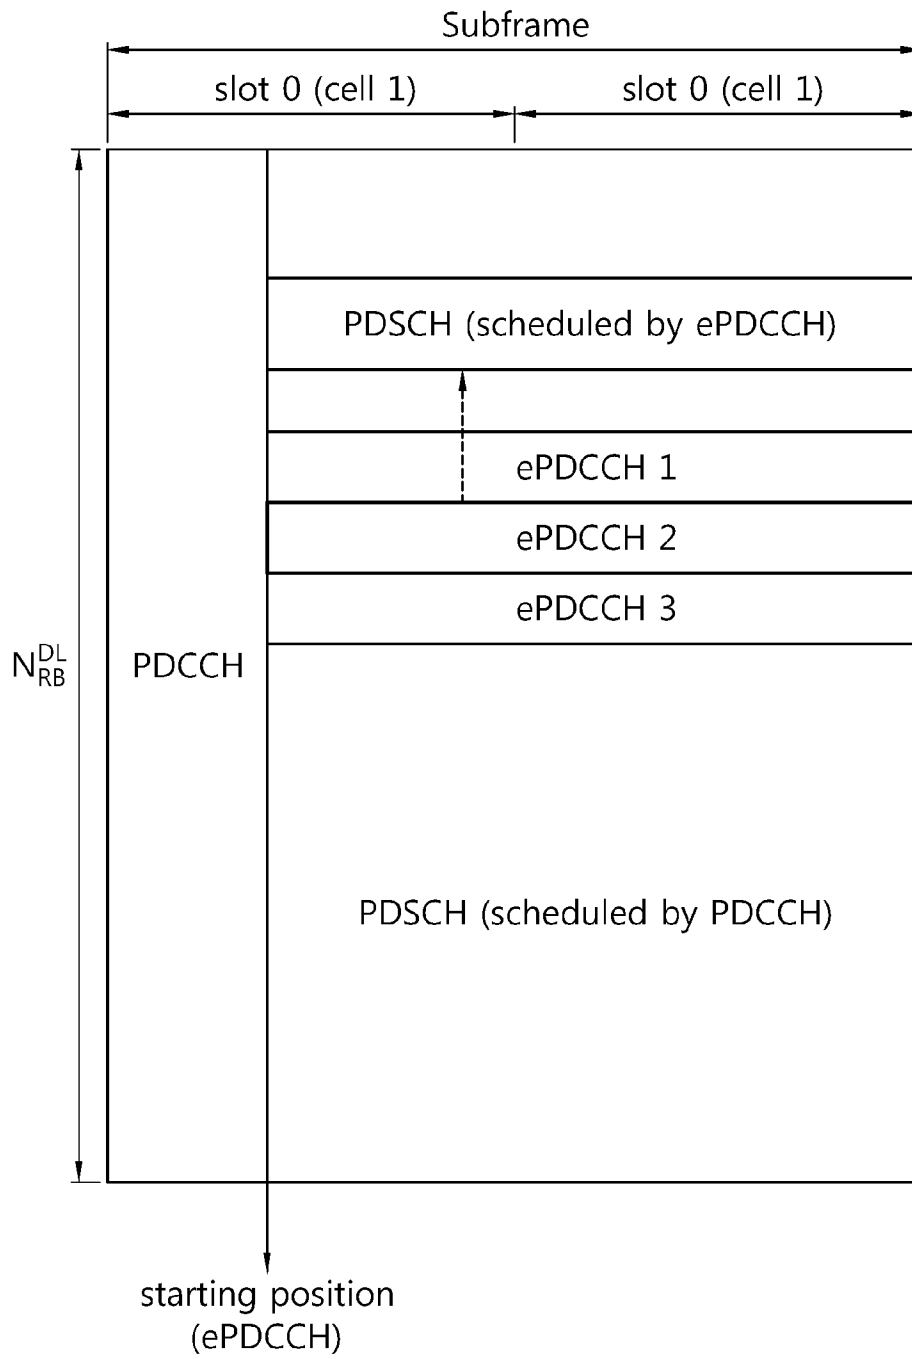 Subframe
slot 0 (cell 1) slot 0 (cell 1)
PDSCH (scheduled by ePDCCH)
ePDCCH 1
ePDCCH 2
ePDCCH 3
N_RB^DL PDCCH
PDSCH (scheduled by PDCCH)
starting position
(ePDCCH)